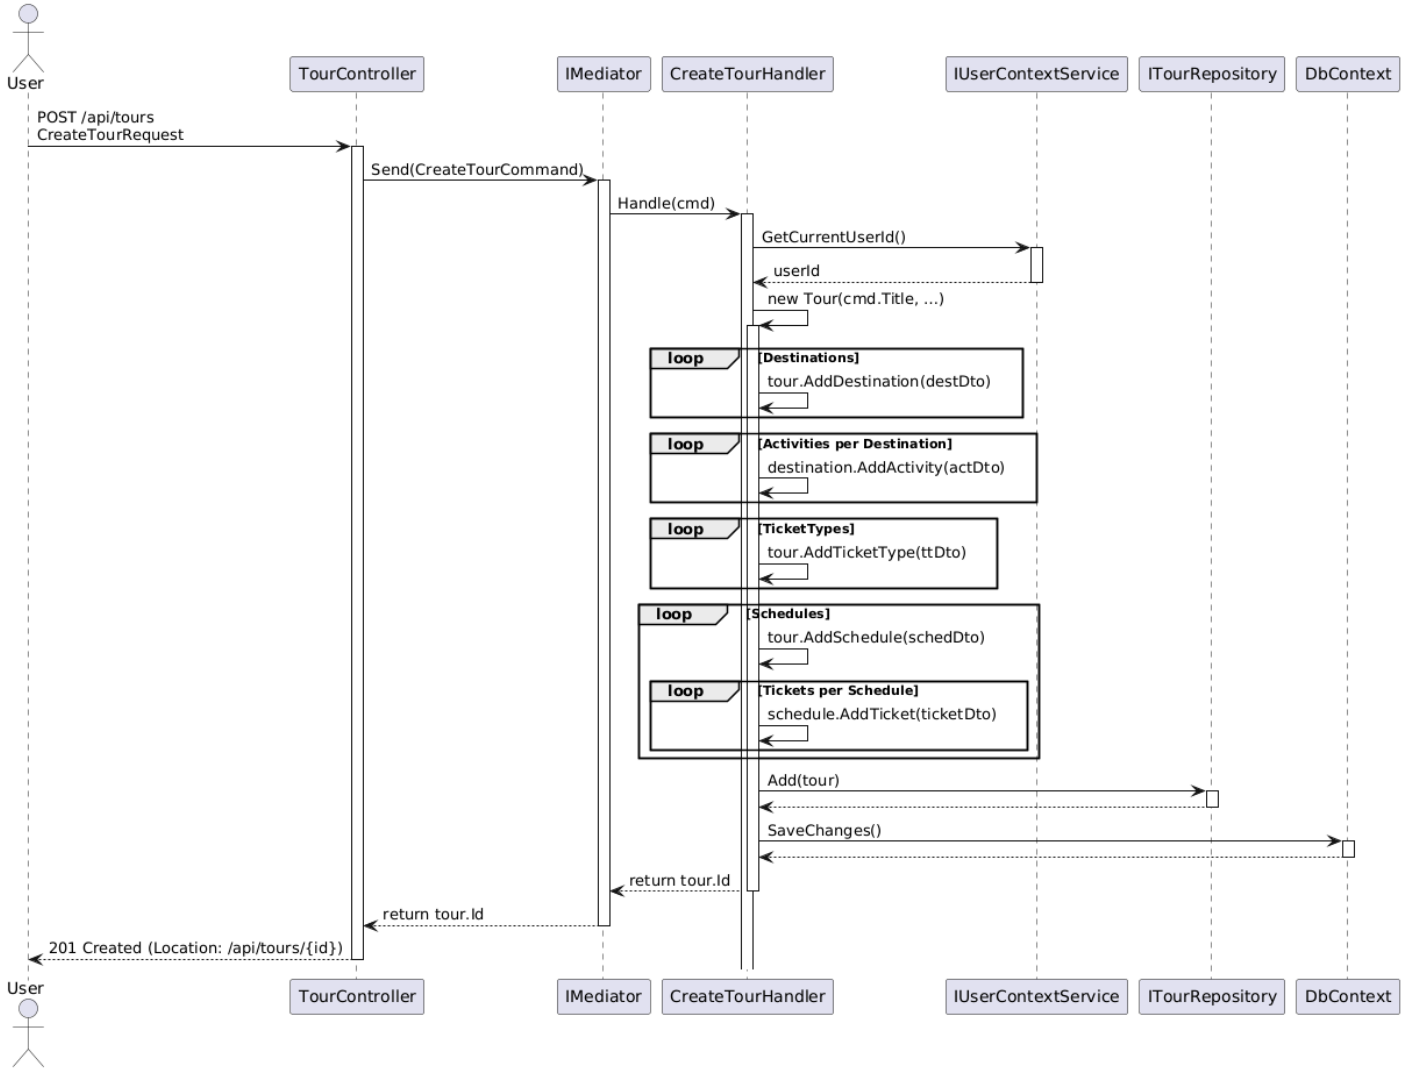 User
TourController
IMediator
CreateTourHandler
IUserContextService
ITourRepository
DbContext
POST /api/tours
CreateTourRequest
Send(CreateTourCommand)
Handle(cmd)
GetCurrentUserId()
userId
new Tour(cmd.Title, ...)
loop [Destinations]
tour.AddDestination(destDto)
loop [Activities per Destination]
destination.AddActivity(actDto)
loop [TicketTypes]
tour.AddTicketType(ttDto)
loop [Schedules]
tour.AddSchedule(schedDto)
loop [Tickets per Schedule]
schedule.AddTicket(ticketDto)
Add(tour)
SaveChanges()
return tour.Id
return tour.Id
201 Created (Location: /api/tours/{id})
User
TourController
IMediator
CreateTourHandler
IUserContextService
ITourRepository
DbContext